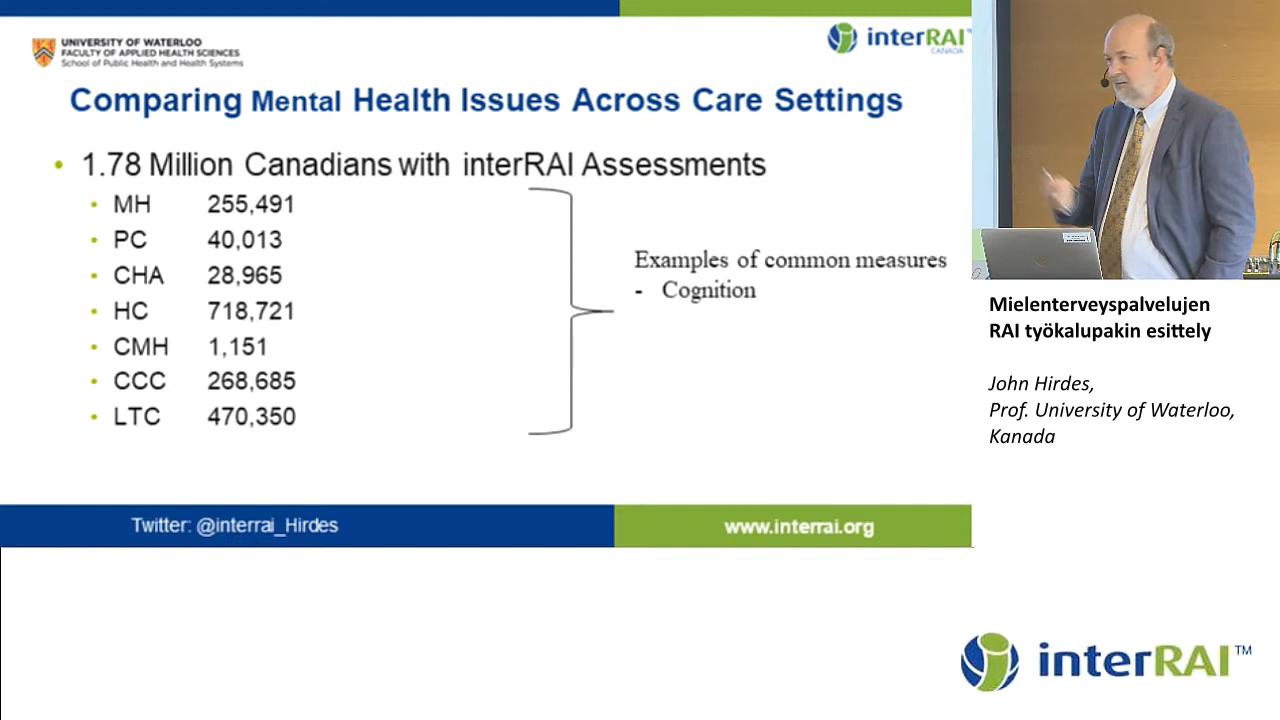 UNIVERSITY OF WATERLOO
FACULTY OF APPLIED HEALTH SCIENCES
School of Public Health and Health Systems
interRAI™
CANADA
Comparing Mental Health Issues Across Care Settings
• 1.78 Million Canadians with interRAI Assessments
• MH 255,491
• PC 40,013
• CHA 28,965
• HC 718,721
• CMH 1,151
• CCC 268,685
• LTC 470,350
Examples of common measures
- Cognition
Twitter: @interrai_Hirdes
www.interrai.org
Mielenterveyspalvelujen
RAI työkalupakin esittely
John Hirdes,
Prof. University of Waterloo,
Kanada
interRAI™